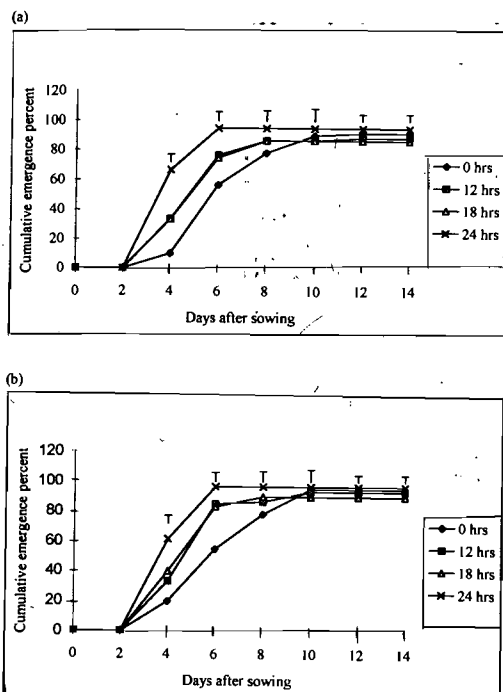 (a)
Cumulative emergence percent
120
100
80
60
40
20
0
0 2 4 6 8 10 12 14
Days after sowing
0 hrs
12 hrs
18 hrs
24 hrs
(b)
Cumulative emergence percent
120
100
80
60
40
20
0
0 2 4 6 8 10 12 14
Days after sowing
0 hrs
12 hrs
18 hrs
24 hrs